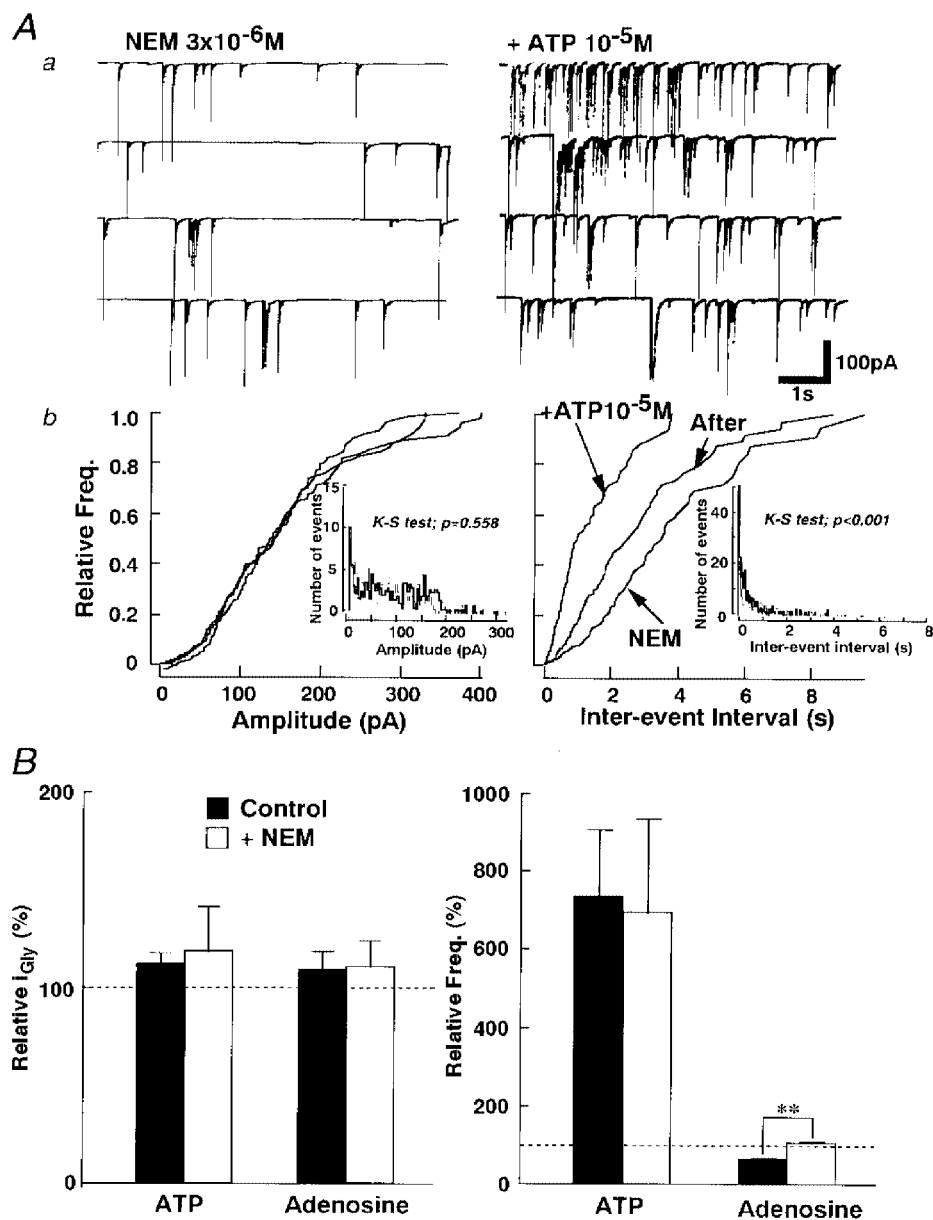 A
NEM 3x10-6M
+ ATP 10-5M
a
100pA
1s
b
+ATP10-5M
After
NEM
1.0
0.8
0.6
0.4
0.2
0
Relative Freq.
0 100 200 300 400
Amplitude (pA)
15
10
5
0
Number of events
K-S test; p=0.558
0 100 200 300
Amplitude (pA)
0 2 4 6 8
Inter-event Interval (s)
40
20
0
Number of events
K-S test; p<0.001
0 2 4 6 8
Inter-event interval (s)
B
200
100
0
Relative IGly (%)
Control
+ NEM
ATP Adenosine
1000
800
600
400
200
0
Relative Freq. (%)
**
ATP Adenosine